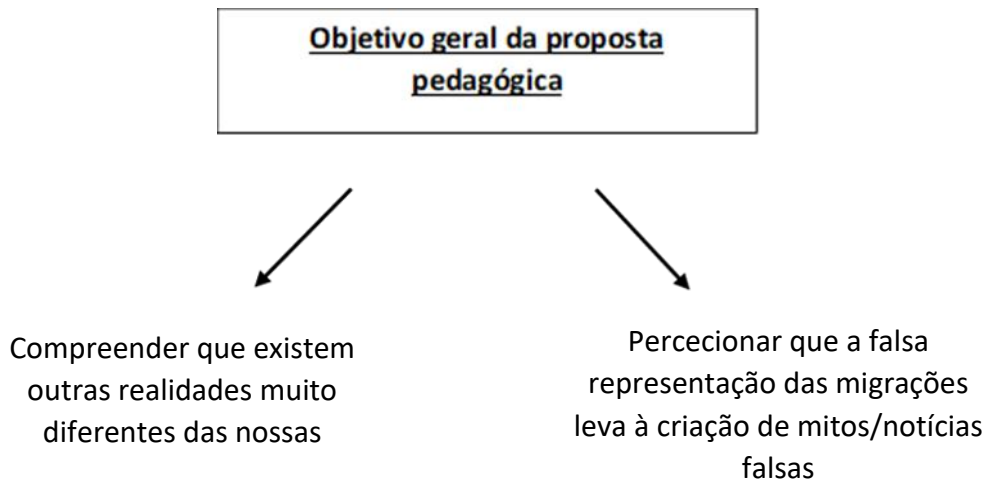 Objetivo geral da proposta
pedagógica
Compreender que existem
outras realidades muito
diferentes das nossas
Percecionar que a falsa
representação das migrações
leva à criação de mitos/notícias
falsas